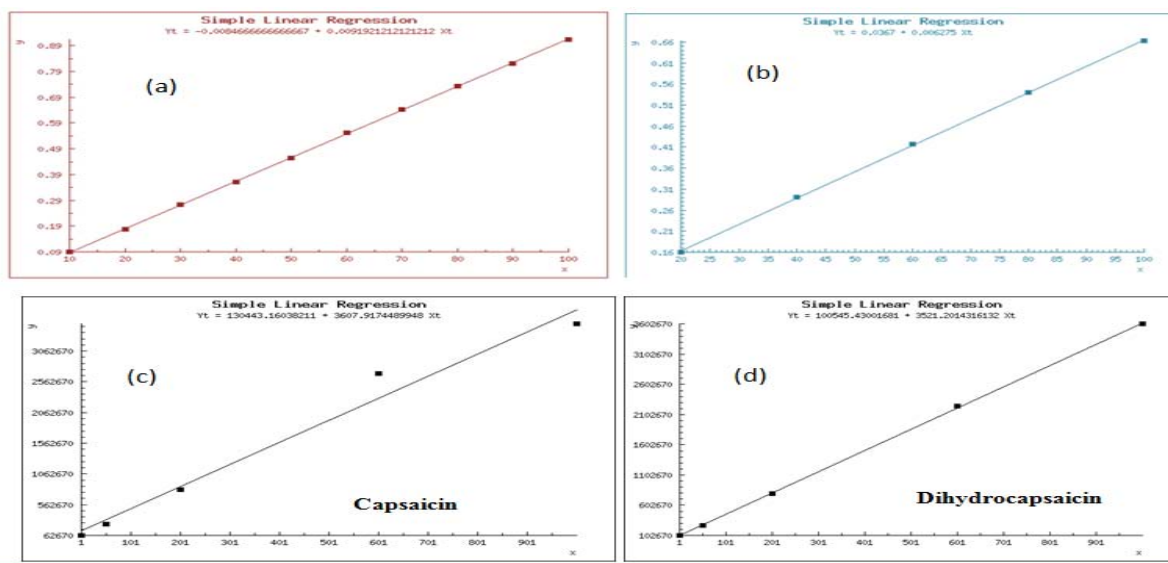 Simple Linear Regression
Yt = -0.0084666666666667 + 0.0091921212121212 Xt
Yt
0.89
0.79
0.69
0.59
0.49
0.39
0.29
0.19
0.09
(a)
10 20 30 40 50 60 70 80 90 100
X
Simple Linear Regression
Yt = 0.0367 + 0.006275 Xt
Yt
0.66
0.61
0.56
0.51
0.46
0.41
0.36
0.31
0.26
0.21
0.16
(b)
20 25 30 35 40 45 50 55 60 65 70 75 80 85 90 95 100
X
Simple Linear Regression
Yt = 130443.16038211 + 3607.9174489948 Xt
Yt
3062670
2562670
2062670
1562670
1062670
562670
62670
(c)
Capsaicin
1 101 201 301 401 501 601 701 801 901
X
Simple Linear Regression
Yt = 100545.43001681 + 3521.2014316132 Xt
3602670
3102670
2602670
2102670
1602670
1102670
602670
102670
(d)
Dihydrocapsaicin
1 101 201 301 401 501 601 701 801 901
X